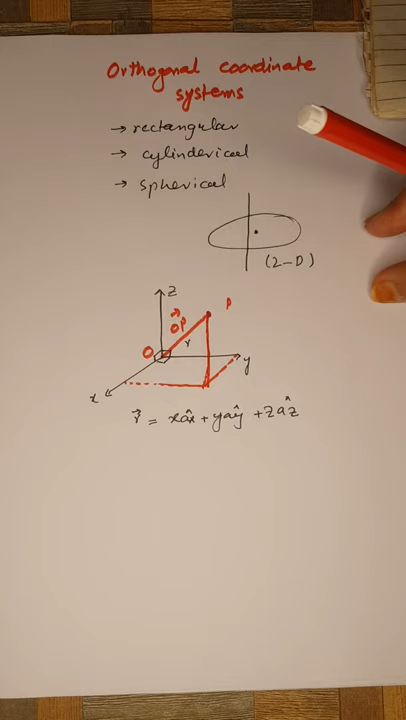 Orthogonal coordinate
systems
→ rectangular
→ cylinderical
→ spherical
(2-D)
z
P
→
OP
r
O
y
x
r⃗ = xâx + yây + zâz